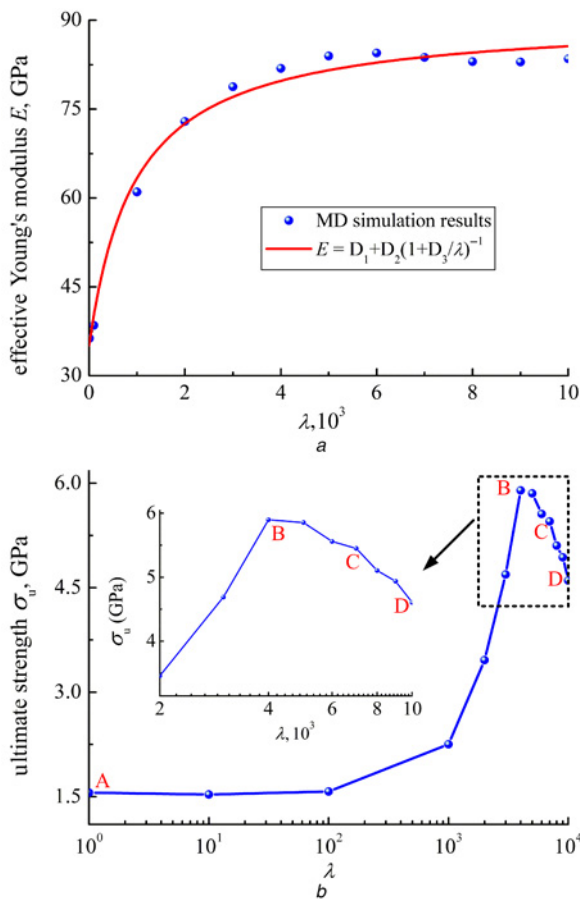 effective Young's modulus E, GPa
90
75
60
45
30
MD simulation results
E = D₁+D₂(1+D₃/λ)⁻¹
0 2 4 6 8 10
λ,10³
a
ultimate strength σᵤ, GPa
6.0
4.5
3.0
1.5
A
B
C
D
σᵤ (GPa)
6
5
4
B
C
D
2 4 6 8 10
λ,10³
10⁰ 10¹ 10² 10³ 10⁴
λ
b